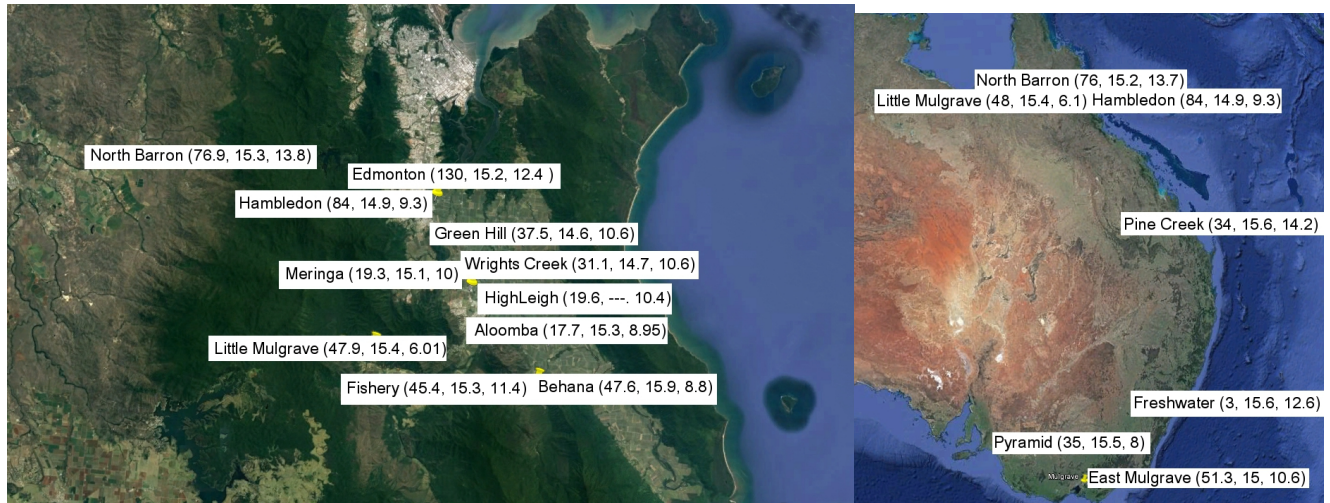 North Barron (76.9, 15.3, 13.8)
Edmonton (130, 15.2, 12.4 )
Hambledon (84, 14.9, 9.3)
Green Hill (37.5, 14.6, 10.6)
Wrights Creek (31.1, 14.7, 10.6)
Meringa (19.3, 15.1, 10)
HighLeigh (19.6, ---. 10.4)
Aloomba (17.7, 15.3, 8.95)
Little Mulgrave (47.9, 15.4, 6.01)
Fishery (45.4, 15.3, 11.4)
Behana (47.6, 15.9, 8.8)
North Barron (76, 15.2, 13.7)
Little Mulgrave (48, 15.4, 6.1)
Hambledon (84, 14.9, 9.3)
Pine Creek (34, 15.6, 14.2)
Freshwater (3, 15.6, 12.6)
Pyramid (35, 15.5, 8)
Mulgrave
East Mulgrave (51.3, 15, 10.6)